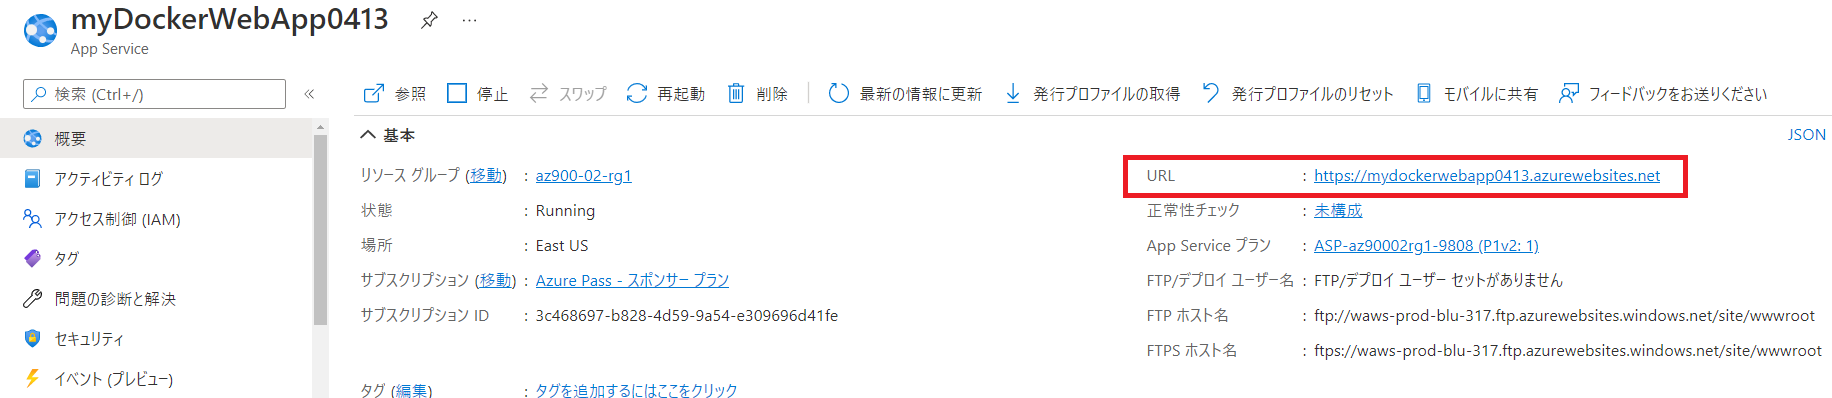 myDockerWebApp0413 ...
App Service
検索 (Ctrl+/) «
参照 停止 スワップ 再起動 削除 最新の情報に更新 発行プロファイルの取得 発行プロファイルのリセット モバイルに共有 フィードバックをお送りください
概要
アクティビティ ログ
アクセス制御 (IAM)
タグ
問題の診断と解決
セキュリティ
イベント (プレビュー)
基本 JSON
リソース グループ (移動) : az900-02-rg1
状態 : Running
場所 : East US
サブスクリプション (移動) : Azure Pass - スポンサー プラン
サブスクリプション ID : 3c468697-b828-4d59-9a54-e309696d41fe
タグ (編集) : タグを追加するにはここをクリック
URL : https://mydockerwebapp0413.azurewebsites.net
正常性チェック : 未構成
App Service プラン : ASP-az90002rg1-9808 (P1v2: 1)
FTP/デプロイ ユーザー名 : FTP/デプロイ ユーザー セットがありません
FTP ホスト名 : ftp://waws-prod-blu-317.ftp.azurewebsites.windows.net/site/wwwroot
FTPS ホスト名 : ftps://waws-prod-blu-317.ftp.azurewebsites.windows.net/site/wwwroot